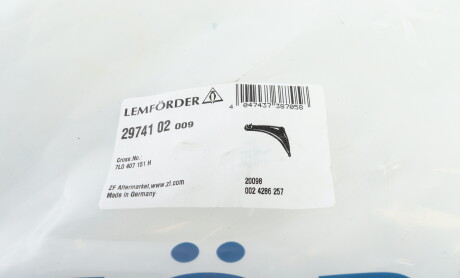 LEMFÖRDER
4 047437 387058
29741 02 009
Cross.No.:
7L0 407 151 H
ZF Aftermarket,www.zf.com
Made in Germany
20098
002 4286 257